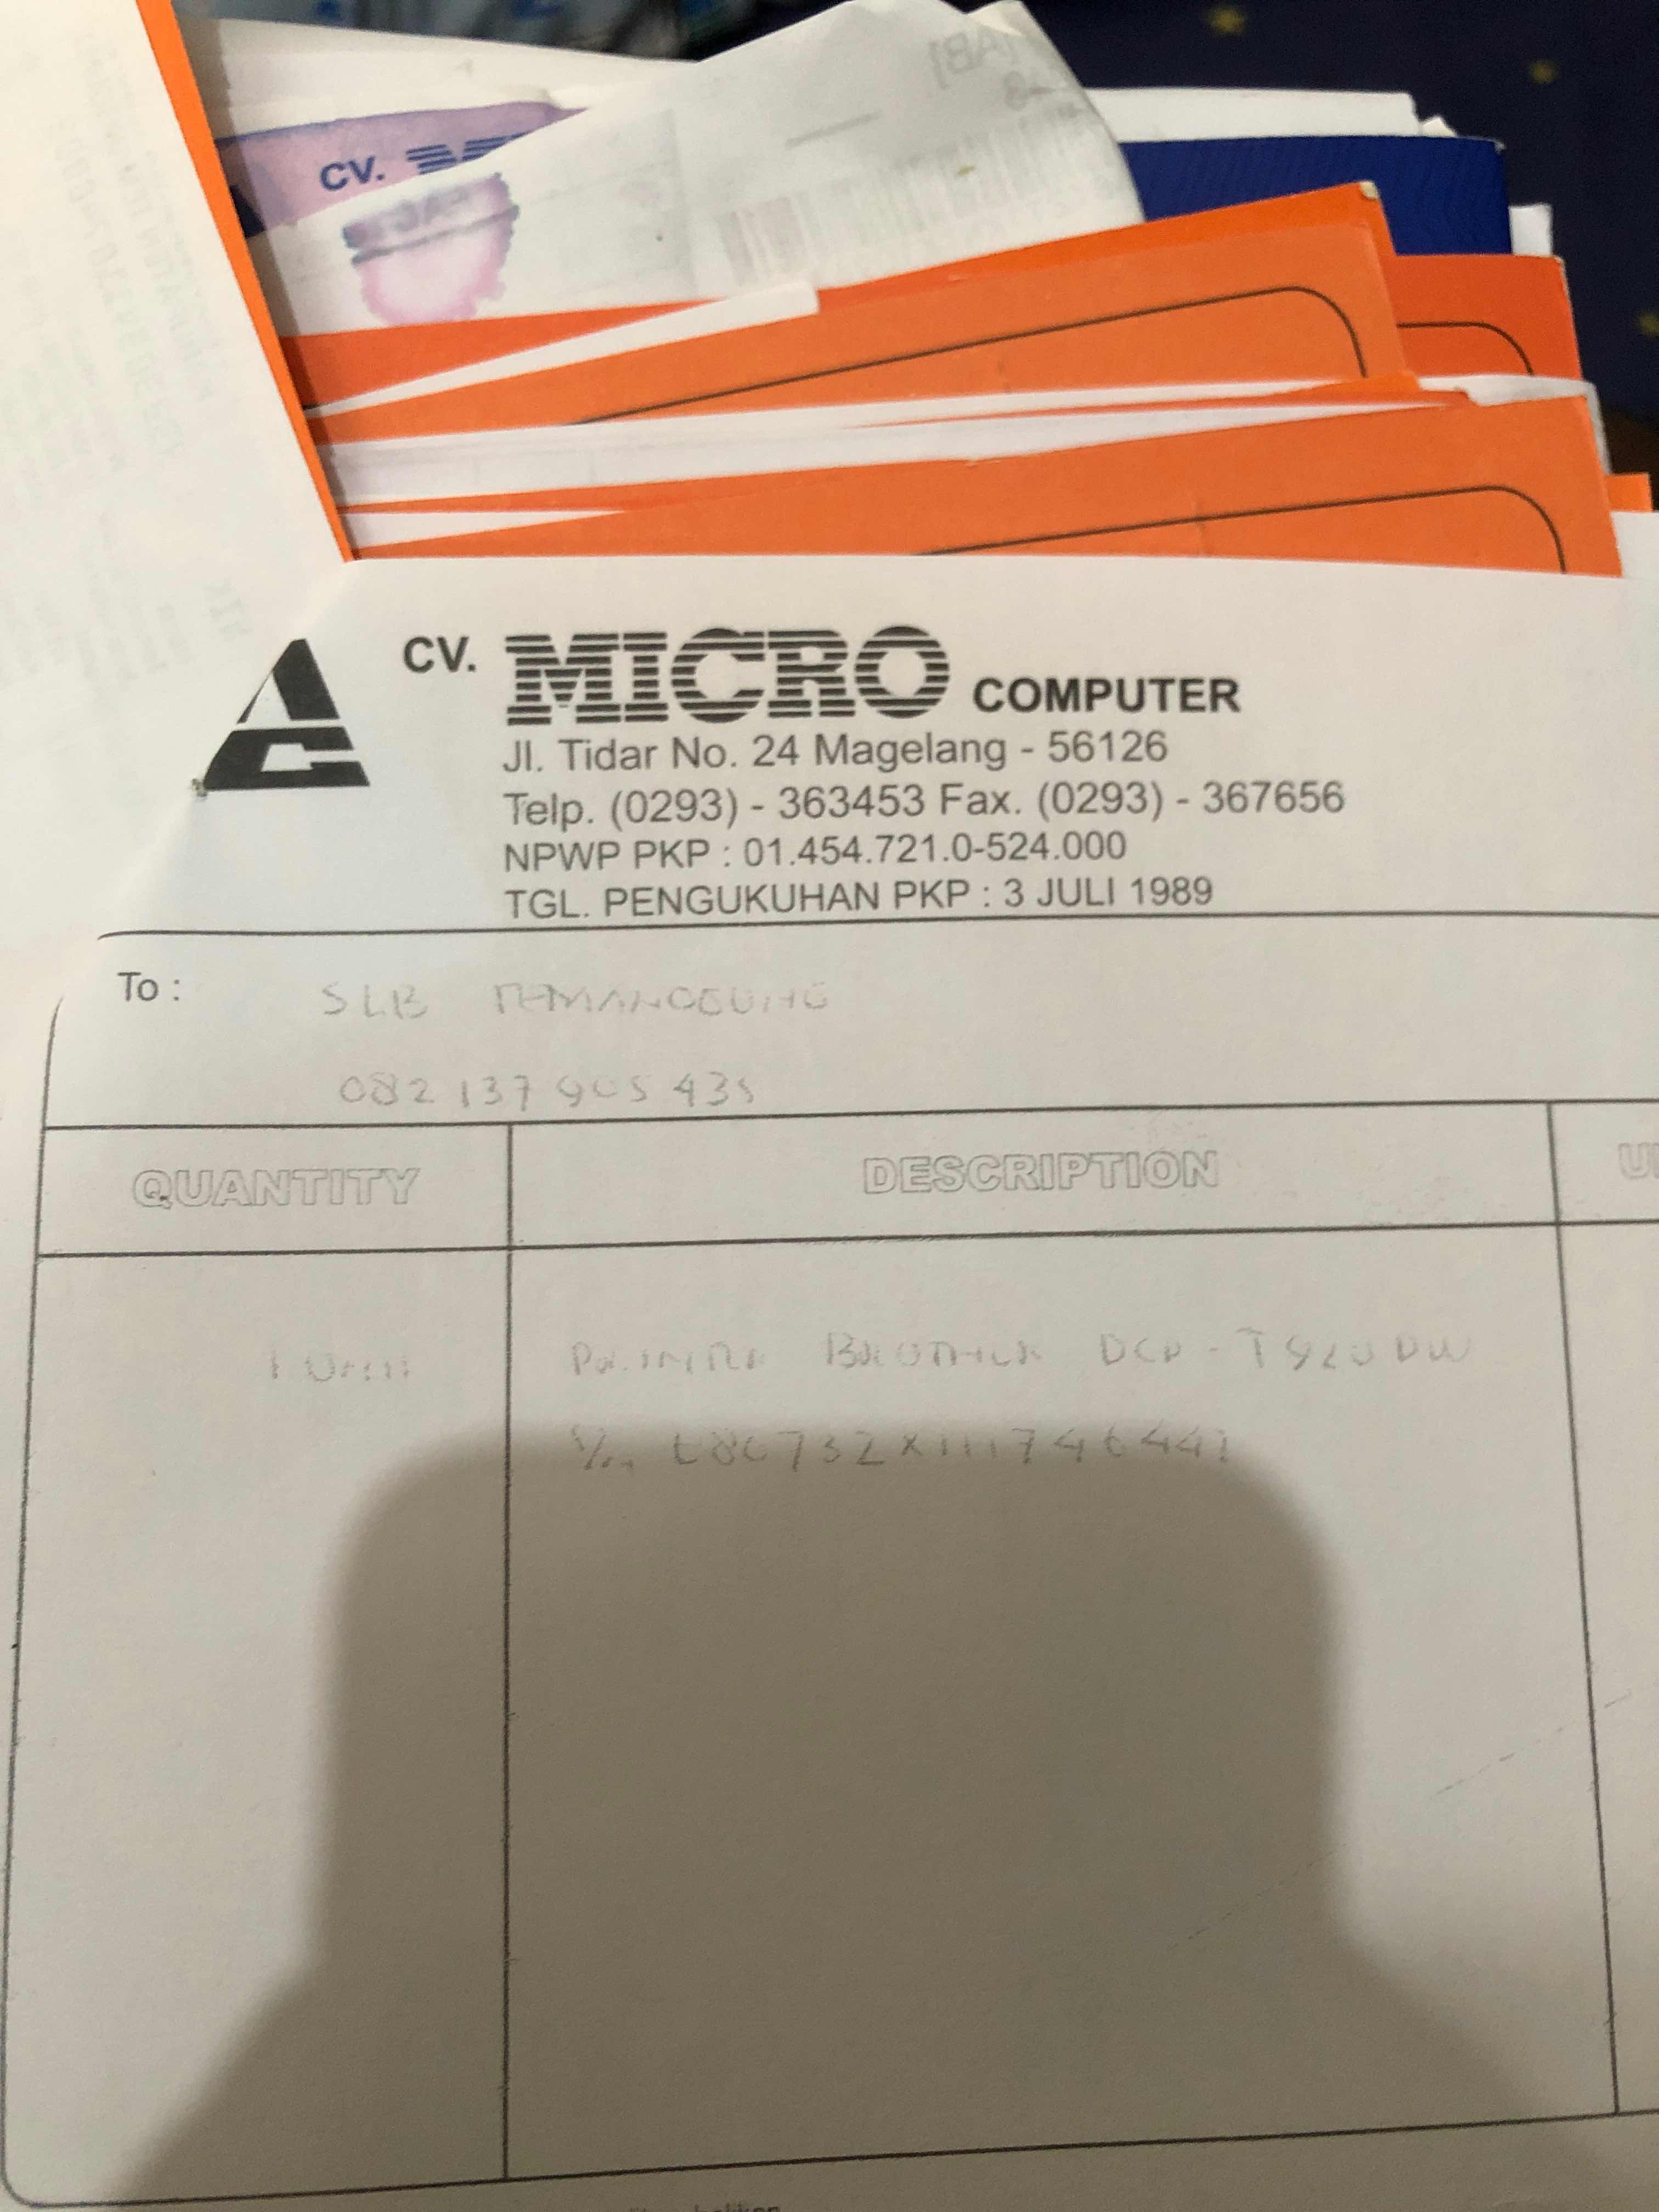 CV.
[AB]
CV. MICRO COMPUTER
Jl. Tidar No. 24 Magelang - 56126
Telp. (0293) - 363453 Fax. (0293) - 367656
NPWP PKP : 01.454.721.0-524.000
TGL. PENGUKUHAN PKP : 3 JULI 1989
To : SLB TEMANGGUNG
082 137 905 435
QUANTITY DESCRIPTION
1 Unit PRINTER BROTHER DCP - T920DW
S/N